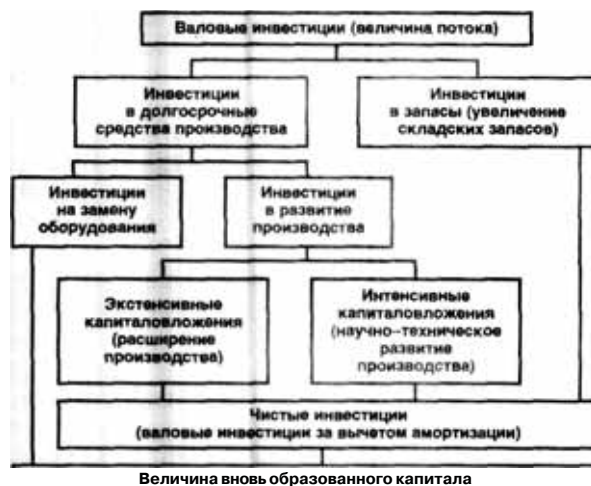 Валовые инвестиции (величина потока)
Инвестиции
в долгосрочные
средства производства
Инвестиции
в запасы (увеличение
складских запасов)
Инвестиции
на замену
оборудования
Инвестиции
в развитие
производства
Экстенсивные
капиталовложения
(расширение
производства)
Интенсивные
капиталовложения
(научно-техническое
развитие
производства)
Чистые инвестиции
(валовые инвестиции за вычетом амортизации)
Величина вновь образованного капитала